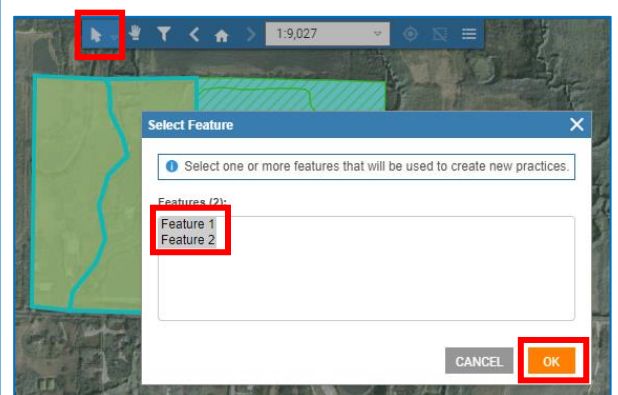 1:9,027
Select Feature
Select one or more features that will be used to create new practices.
Features (2):
Feature 1
Feature 2
CANCEL
OK